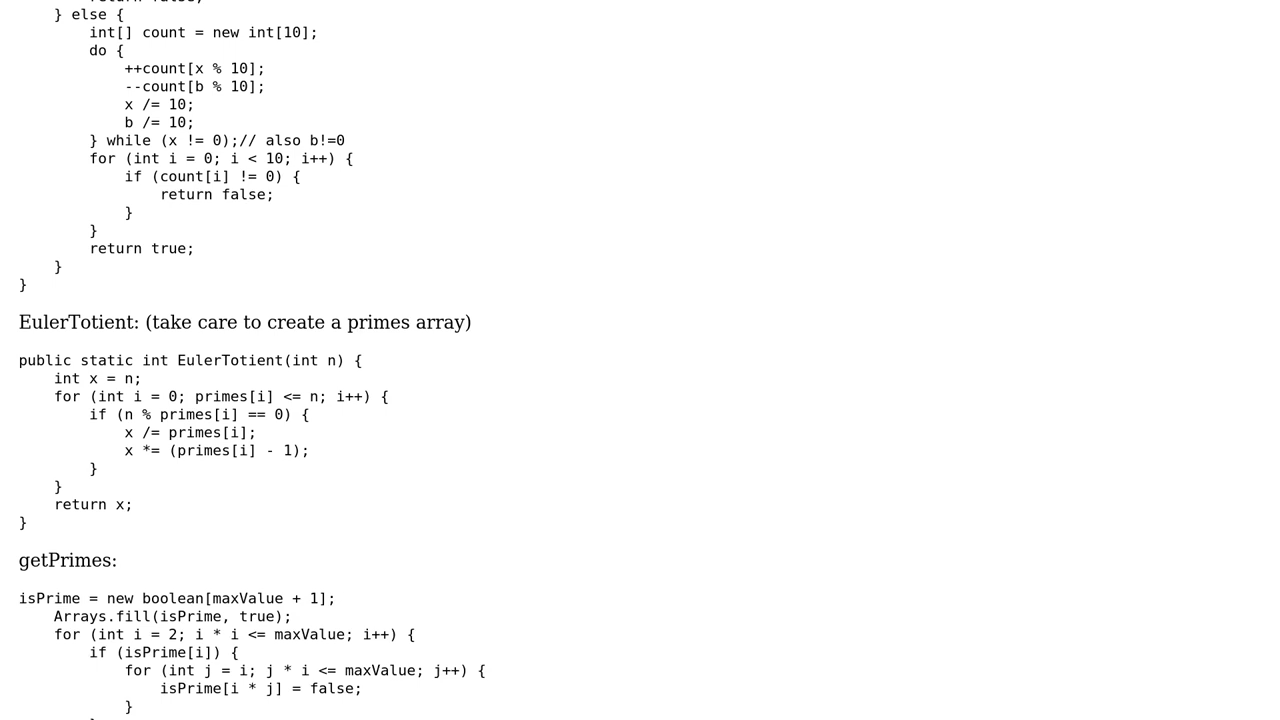 return false;
    } else {
        int[] count = new int[10];
        do {
            ++count[x % 10];
            --count[b % 10];
            x /= 10;
            b /= 10;
        } while (x != 0);// also b!=0
        for (int i = 0; i < 10; i++) {
            if (count[i] != 0) {
                return false;
            }
        }
        return true;
    }
}
EulerTotient: (take care to create a primes array)
public static int EulerTotient(int n) {
    int x = n;
    for (int i = 0; primes[i] <= n; i++) {
        if (n % primes[i] == 0) {
            x /= primes[i];
            x *= (primes[i] - 1);
        }
    }
    return x;
}
getPrimes:
isPrime = new boolean[maxValue + 1];
    Arrays.fill(isPrime, true);
    for (int i = 2; i * i <= maxValue; i++) {
        if (isPrime[i]) {
            for (int j = i; j * i <= maxValue; j++) {
                isPrime[i * j] = false;
            }